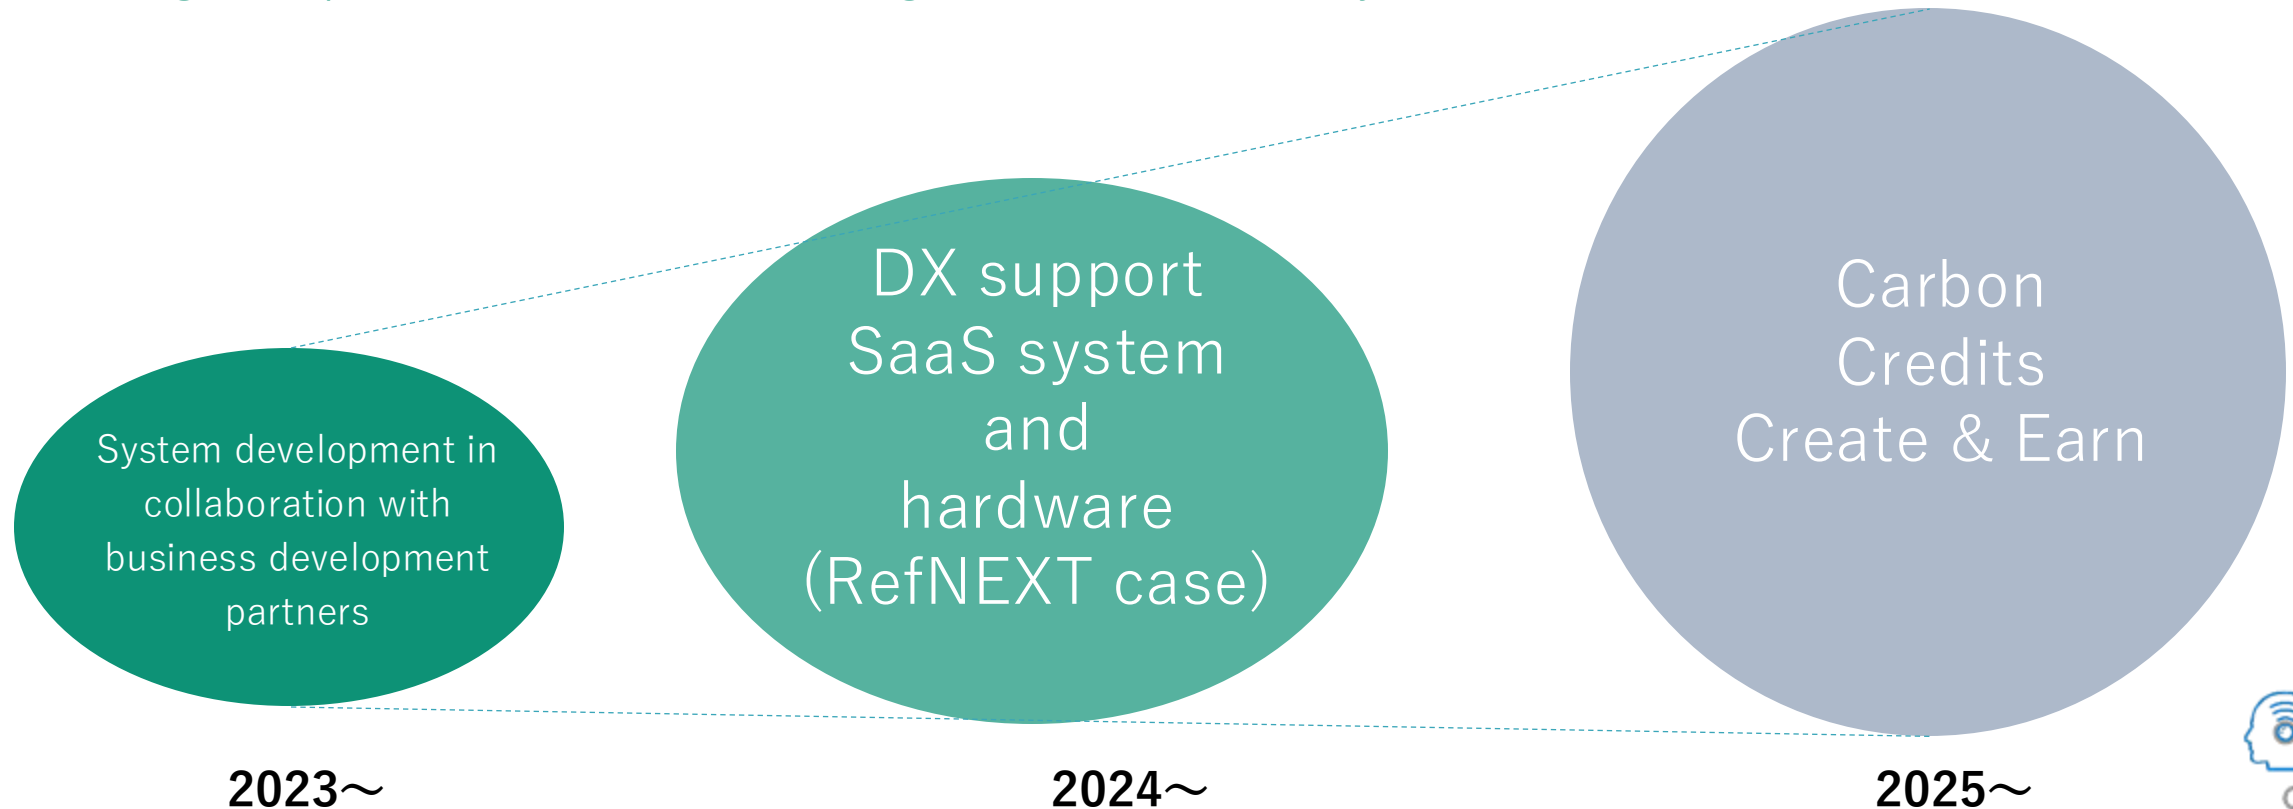 System development in
collaboration with
business development
partners
DX support
SaaS system
and
hardware
(RefNEXT case)
Carbon
Credits
Create & Earn
2023～
2024～
2025～